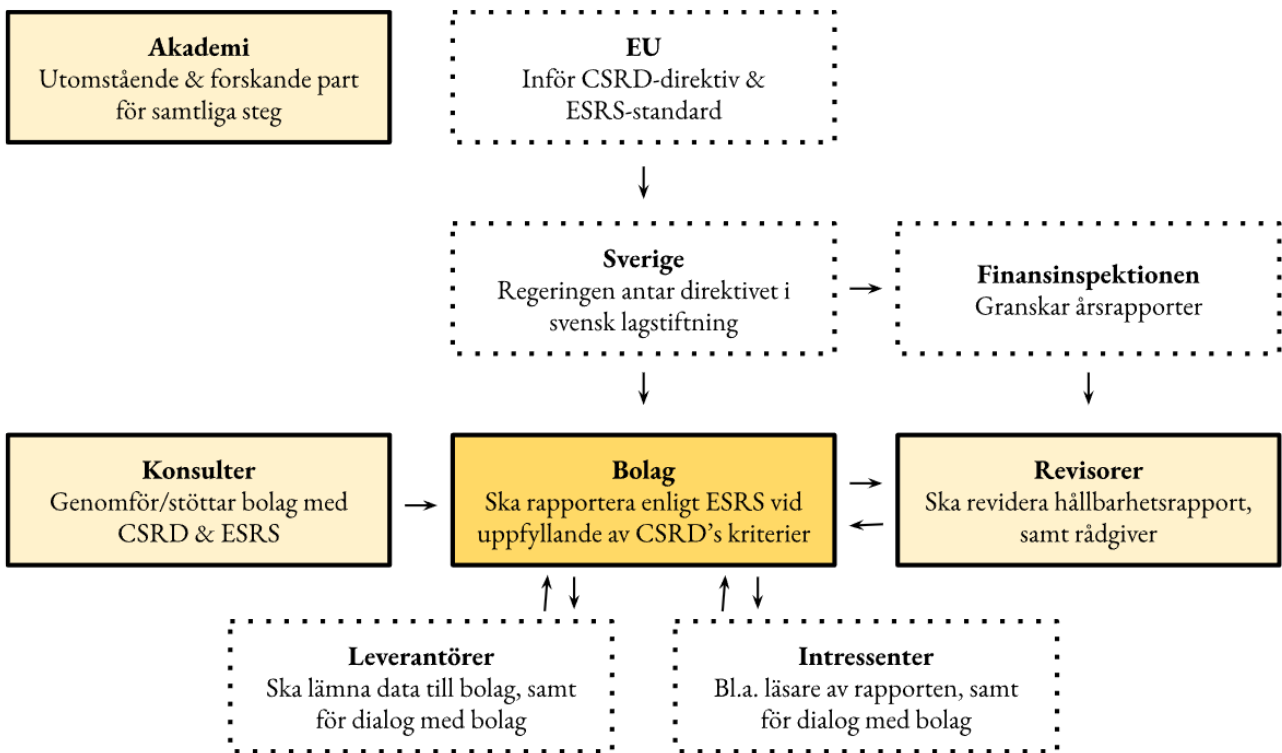 Akademi
Utomstående & forskande part
för samtliga steg
EU
Inför CSRD-direktiv &
ESRS-standard
Sverige
Regeringen antar direktivet i
svensk lagstiftning
Finansinspektionen
Granskar årsrapporter
Konsulter
Genomför/stöttar bolag med
CSRD & ESRS
Bolag
Ska rapportera enligt ESRS vid
uppfyllande av CSRD’s kriterier
Revisorer
Ska revidera hållbarhetsrapport,
samt rådgiver
Leverantörer
Ska lämna data till bolag, samt
för dialog med bolag
Intressenter
Bl.a. läsare av rapporten, samt
för dialog med bolag